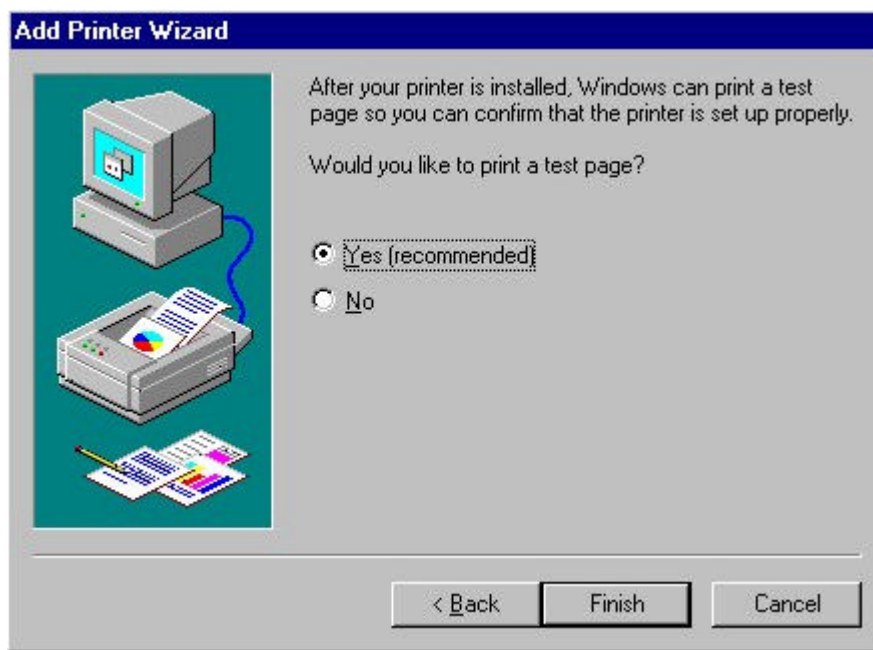 Add Printer Wizard
After your printer is installed, Windows can print a test
page so you can confirm that the printer is set up properly.
Would you like to print a test page?
Yes (recommended)
No
< Back
Finish
Cancel